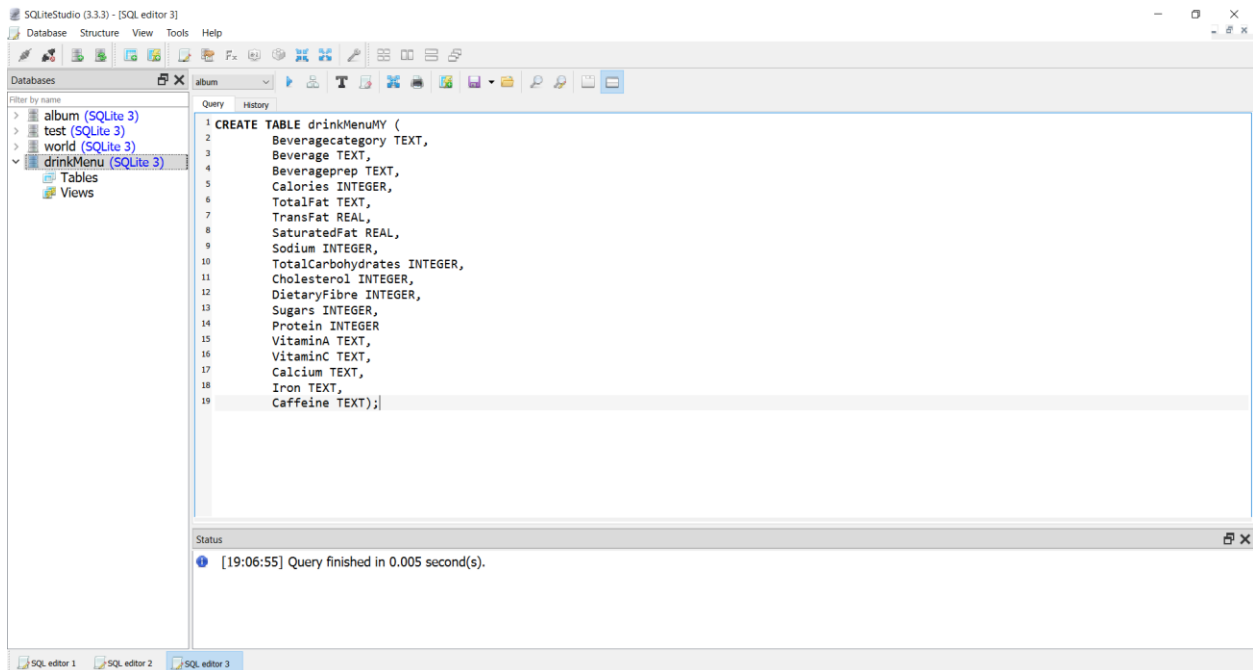 SQLiteStudio (3.3.3) - [SQL editor 3]
Database Structure View Tools Help
Databases
album
Filter by name
Query History
album (SQLite 3)
test (SQLite 3)
world (SQLite 3)
drinkMenu (SQLite 3)
Tables
Views
1 CREATE TABLE drinkMenuMY (
2 Beveragecategory TEXT,
3 Beverage TEXT,
4 Beverageprep TEXT,
5 Calories INTEGER,
6 TotalFat TEXT,
7 TransFat REAL,
8 SaturatedFat REAL,
9 Sodium INTEGER,
10 TotalCarbohydrates INTEGER,
11 Cholesterol INTEGER,
12 DietaryFibre INTEGER,
13 Sugars INTEGER,
14 Protein INTEGER
15 VitaminA TEXT,
16 VitaminC TEXT,
17 Calcium TEXT,
18 Iron TEXT,
19 Caffeine TEXT);
Status
[19:06:55] Query finished in 0.005 second(s).
SQL editor 1 SQL editor 2 SQL editor 3